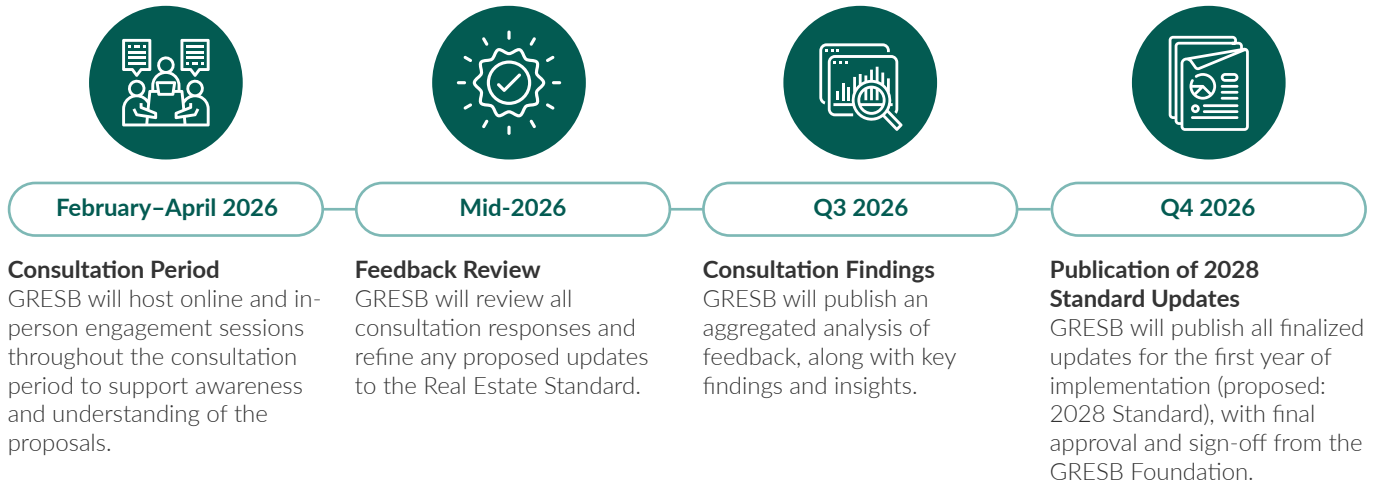 February–April 2026
Mid-2026
Q3 2026
Q4 2026
Consultation Period
GRESB will host online and in-
person engagement sessions
throughout the consultation
period to support awareness
and understanding of the
proposals.
Feedback Review
GRESB will review all
consultation responses and
refine any proposed updates
to the Real Estate Standard.
Consultation Findings
GRESB will publish an
aggregated analysis of
feedback, along with key
findings and insights.
Publication of 2028
Standard Updates
GRESB will publish all finalized
updates for the first year of
implementation (proposed:
2028 Standard), with final
approval and sign-off from the
GRESB Foundation.